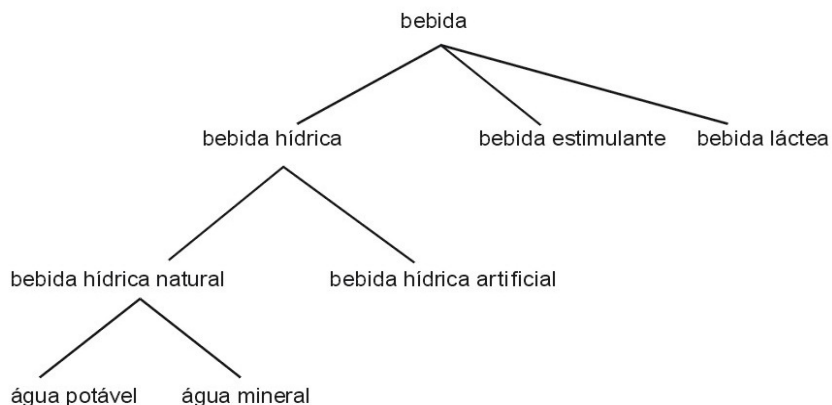 bebida
bebida hídrica bebida estimulante bebida láctea
bebida hídrica natural bebida hídrica artificial
água potável água mineral